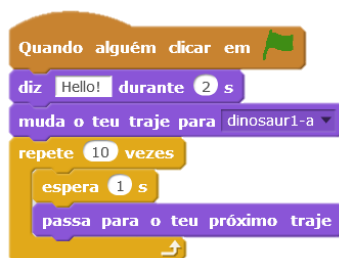 Quando alguém clicar em
diz Hello! durante 2 s
muda o teu traje para dinosaur1-a
repete 10 vezes
espera 1 s
passa para o teu próximo traje